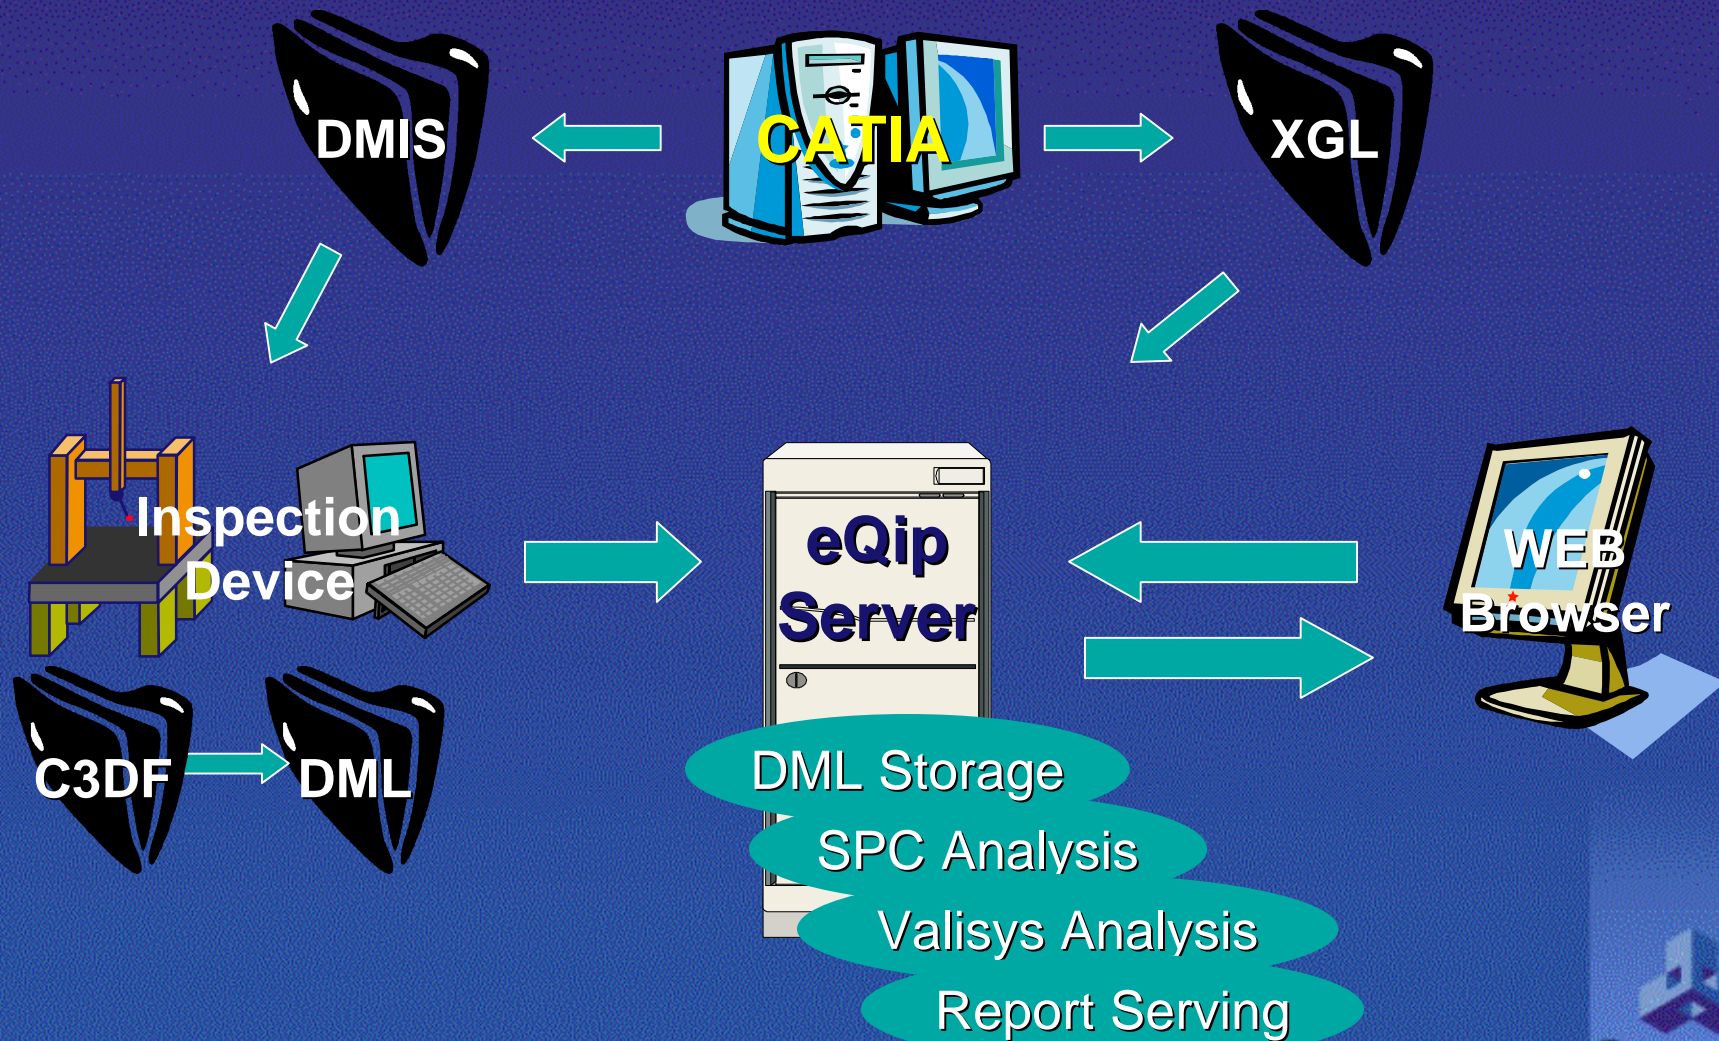 DMIS
CATIA
XGL
Inspection
Device
eQip
Server
WEB
Browser
C3DF
DML
DML Storage
SPC Analysis
Valisys Analysis
Report Serving